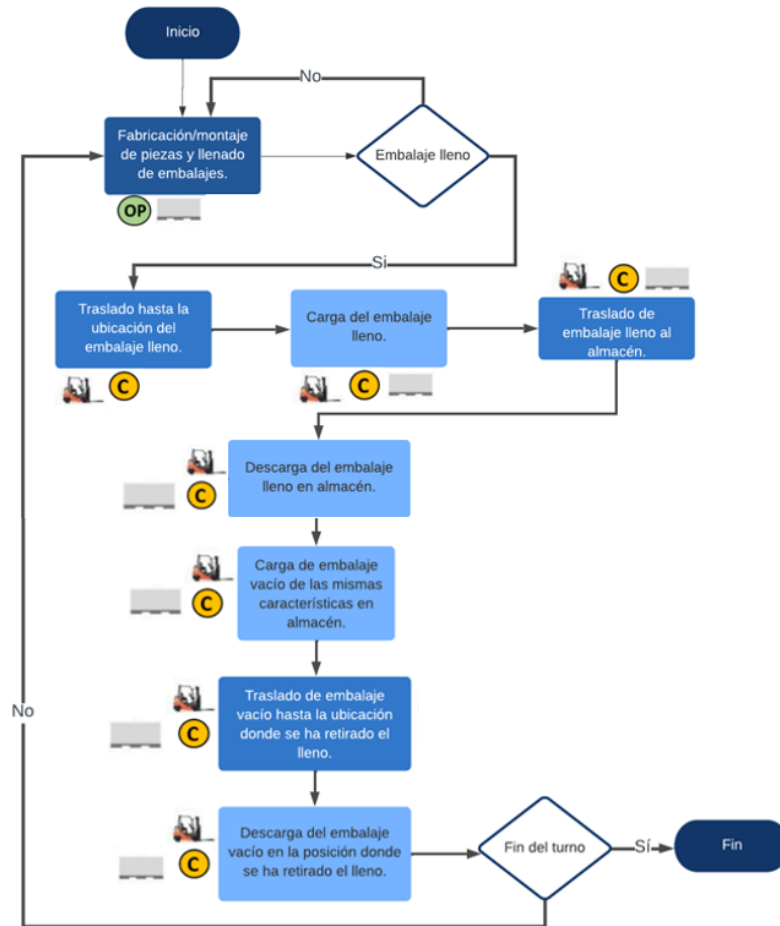 Inicio
No
Fabricación/montaje
de piezas y llenado
de embalajes.
Embalaje lleno
OP
Si
C
Traslado hasta la
ubicación del
embalaje lleno.
Carga del embalaje
lleno.
Traslado de
embalaje lleno al
almacén.
C
C
Descarga del embalaje
lleno en almacén.
C
Carga de embalaje
vacío de las mismas
características en
almacén.
C
Traslado de embalaje
vacío hasta la ubicación
donde se ha retirado el
lleno.
C
No
Descarga del embalaje
vacío en la posición donde
se ha retirado el lleno.
C
Fin del turno
Sí
Fin